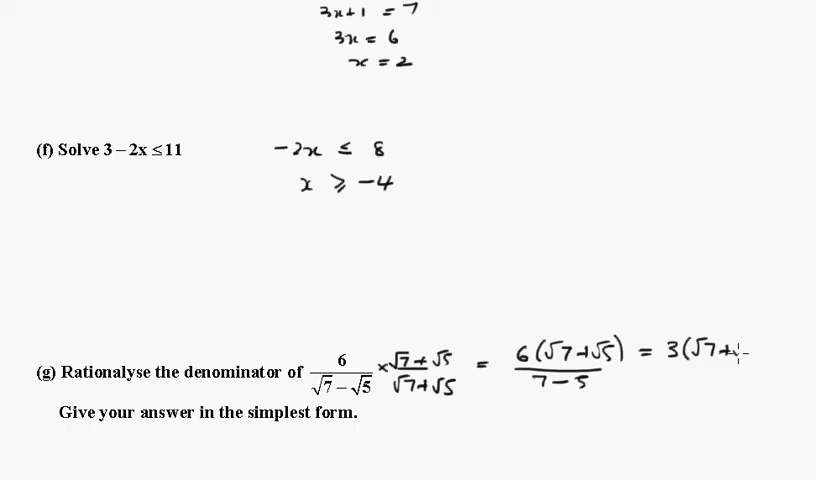 3x+1 = 7
3x = 6
x = 2
(f) Solve 3 – 2x ≤ 11
-2x ≤ 8
x ⩾ -4
(g) Rationalyse the denominator of 6/(√7 – √5) × (√7+√5)/(√7+√5) = 6(√7+√5)/(7-5) = 3(√7+
Give your answer in the simplest form.